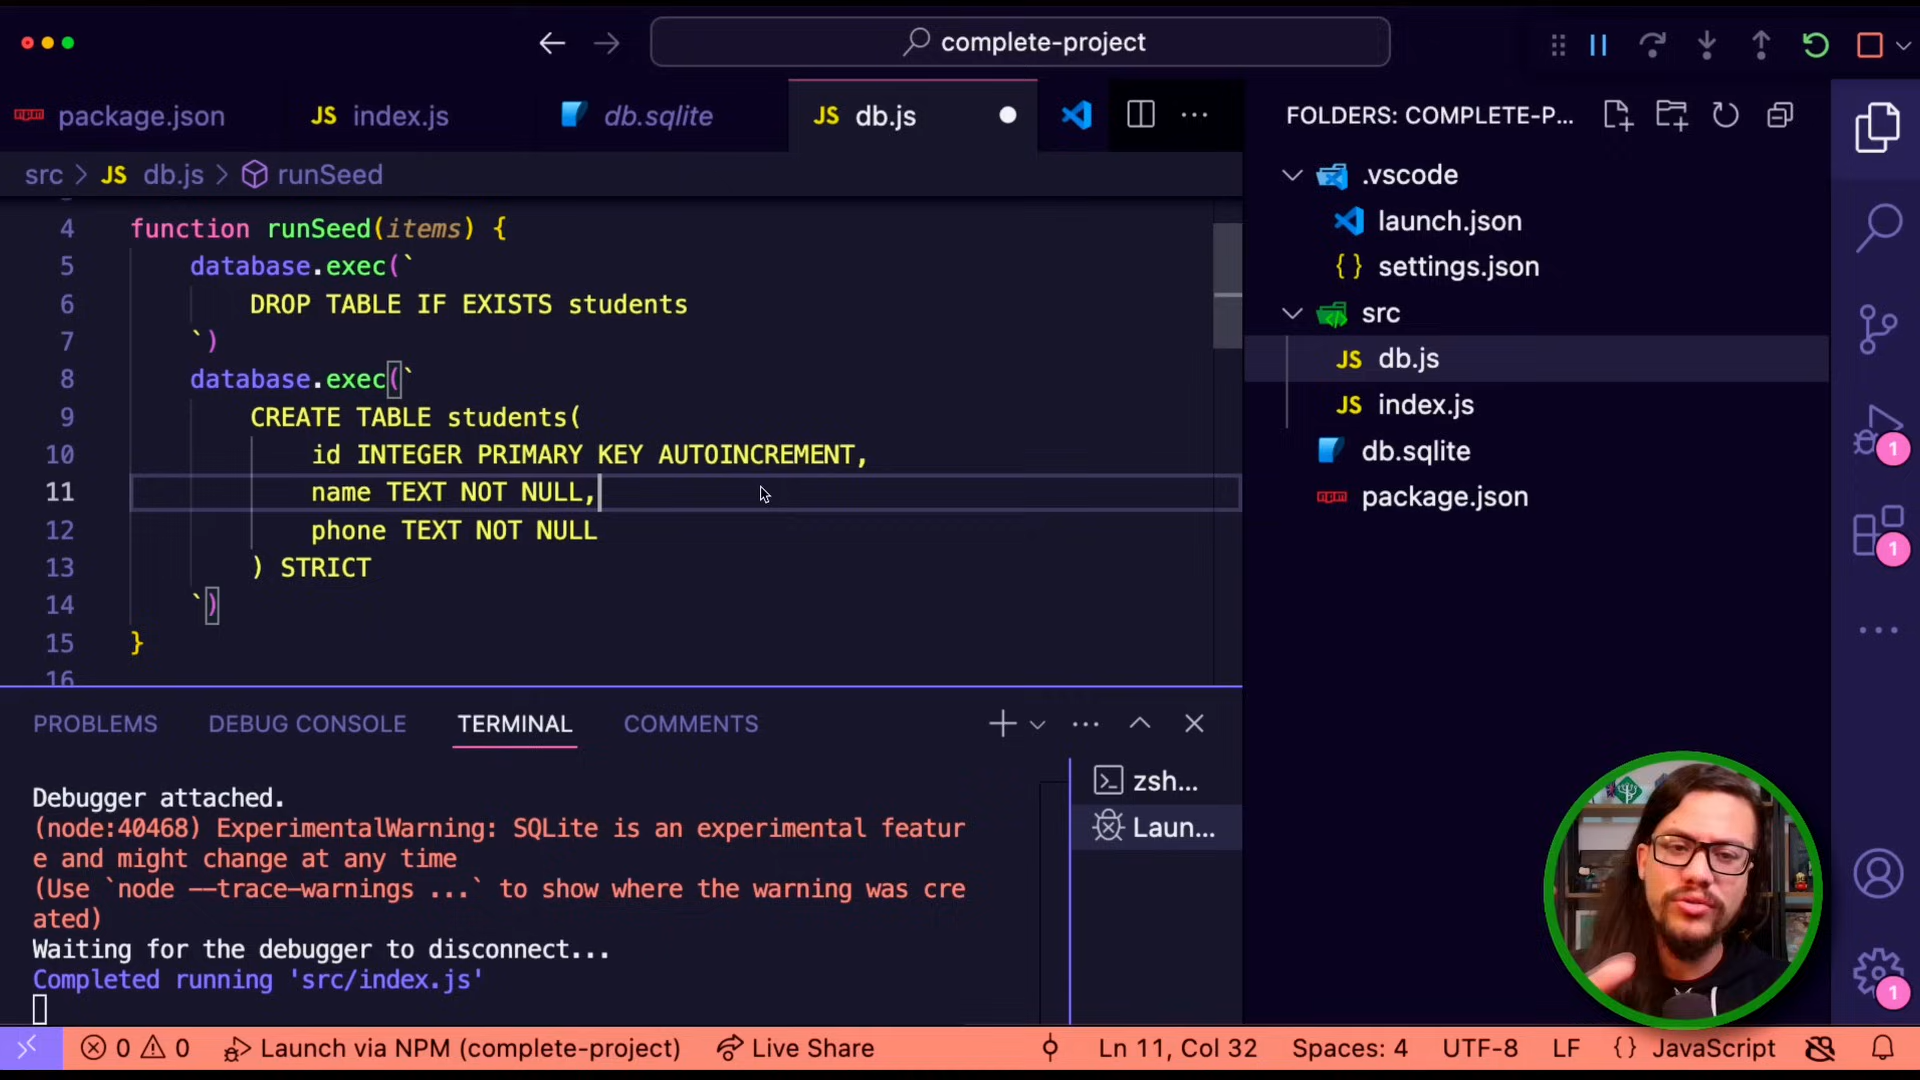 complete-project
package.json
JS index.js
db.sqlite
JS db.js
src > JS db.js > runSeed
4 function runSeed(items) {
5 database.exec(`
6 DROP TABLE IF EXISTS students
7 `)
8 database.exec(`
9 CREATE TABLE students(
10 id INTEGER PRIMARY KEY AUTOINCREMENT,
11 name TEXT NOT NULL,
12 phone TEXT NOT NULL
13 ) STRICT
14 `)
15 }
16
PROBLEMS DEBUG CONSOLE TERMINAL COMMENTS
Debugger attached.
(node:40468) ExperimentalWarning: SQLite is an experimental featur
e and might change at any time
(Use `node --trace-warnings ...` to show where the warning was cre
ated)
Waiting for the debugger to disconnect...
Completed running 'src/index.js'
zsh...
Laun...
FOLDERS: COMPLETE-P...
.vscode
launch.json
{} settings.json
src
JS db.js
JS index.js
db.sqlite
package.json
1
1
1
0 0 Launch via NPM (complete-project) Live Share Ln 11, Col 32 Spaces: 4 UTF-8 LF {} JavaScript